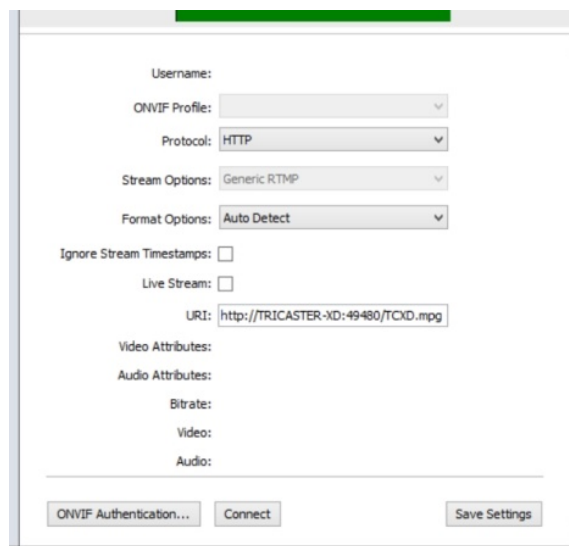 Username:
ONVIF Profile:
Protocol: HTTP
Stream Options: Generic RTMP
Format Options: Auto Detect
Ignore Stream Timestamps:
Live Stream:
URI: http://TRICASTER-XD:49480/TCXD.mpg
Video Attributes:
Audio Attributes:
Bitrate:
Video:
Audio:
ONVIF Authentication... Connect Save Settings